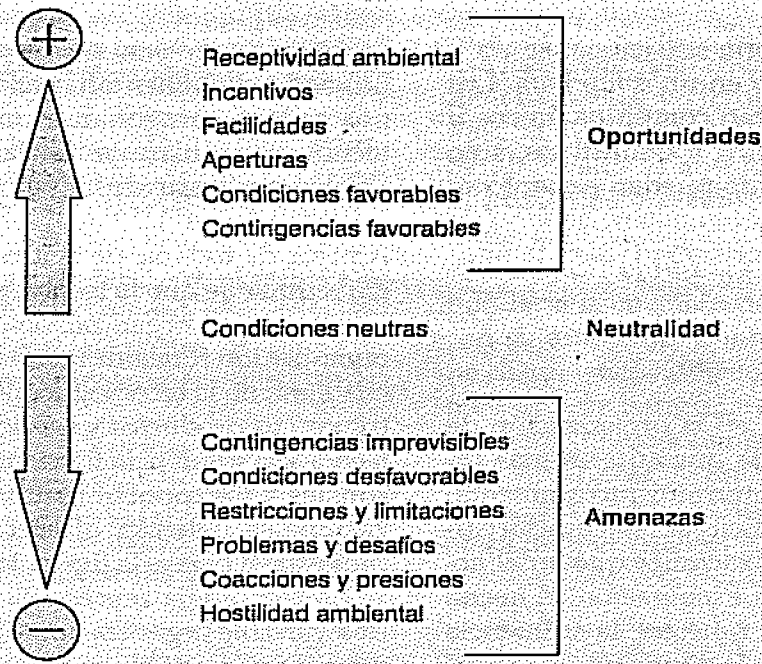 +
Receptividad ambiental
Incentivos
Facilidades
Aperturas
Condiciones favorables
Contingencias favorables
Oportunidades
Condiciones neutras
Neutralidad
Contingencias imprevisibles
Condiciones desfavorables
Restricciones y limitaciones
Problemas y desafíos
Coacciones y presiones
Hostilidad ambiental
Amenazas
−